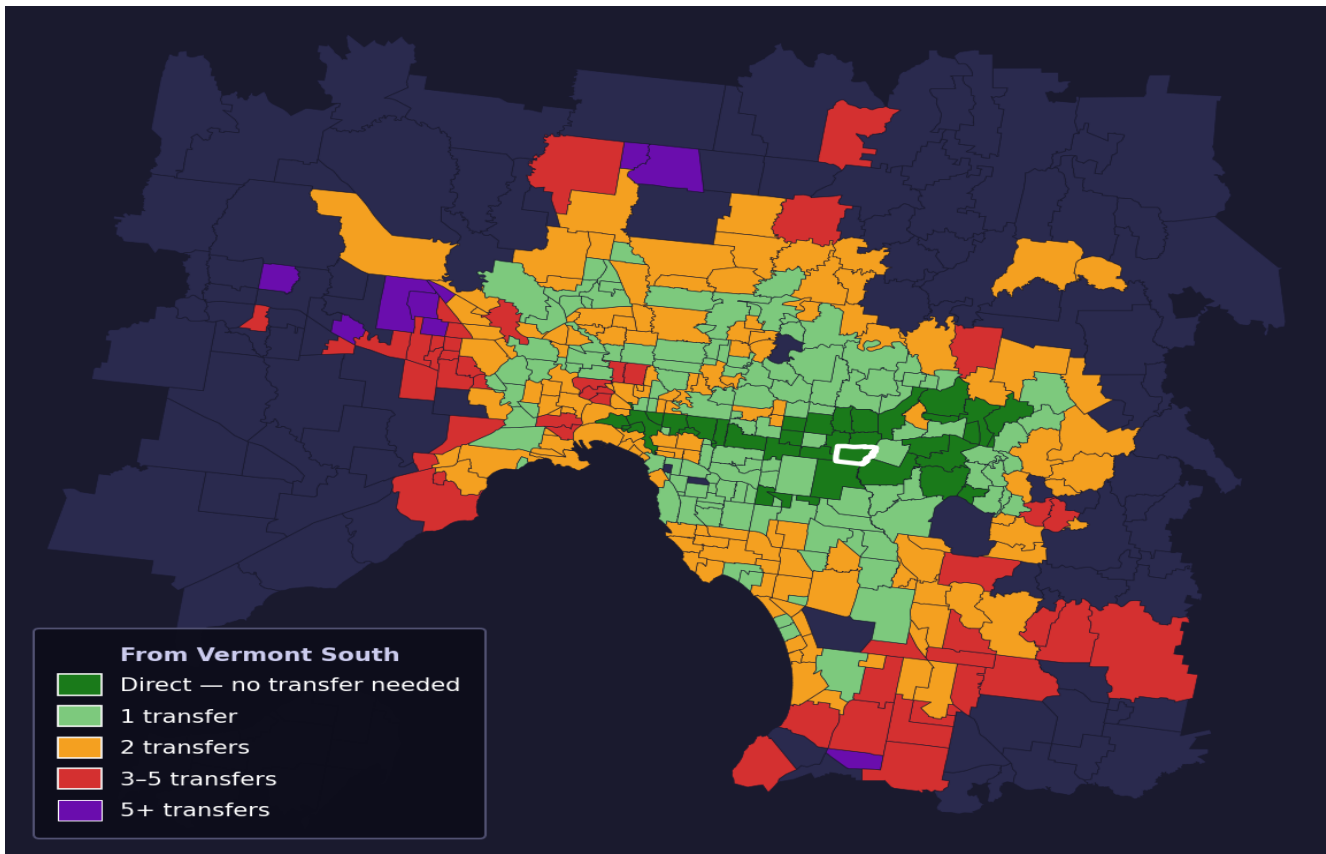 From Vermont South
Direct — no transfer needed
1 transfer
2 transfers
3–5 transfers
5+ transfers